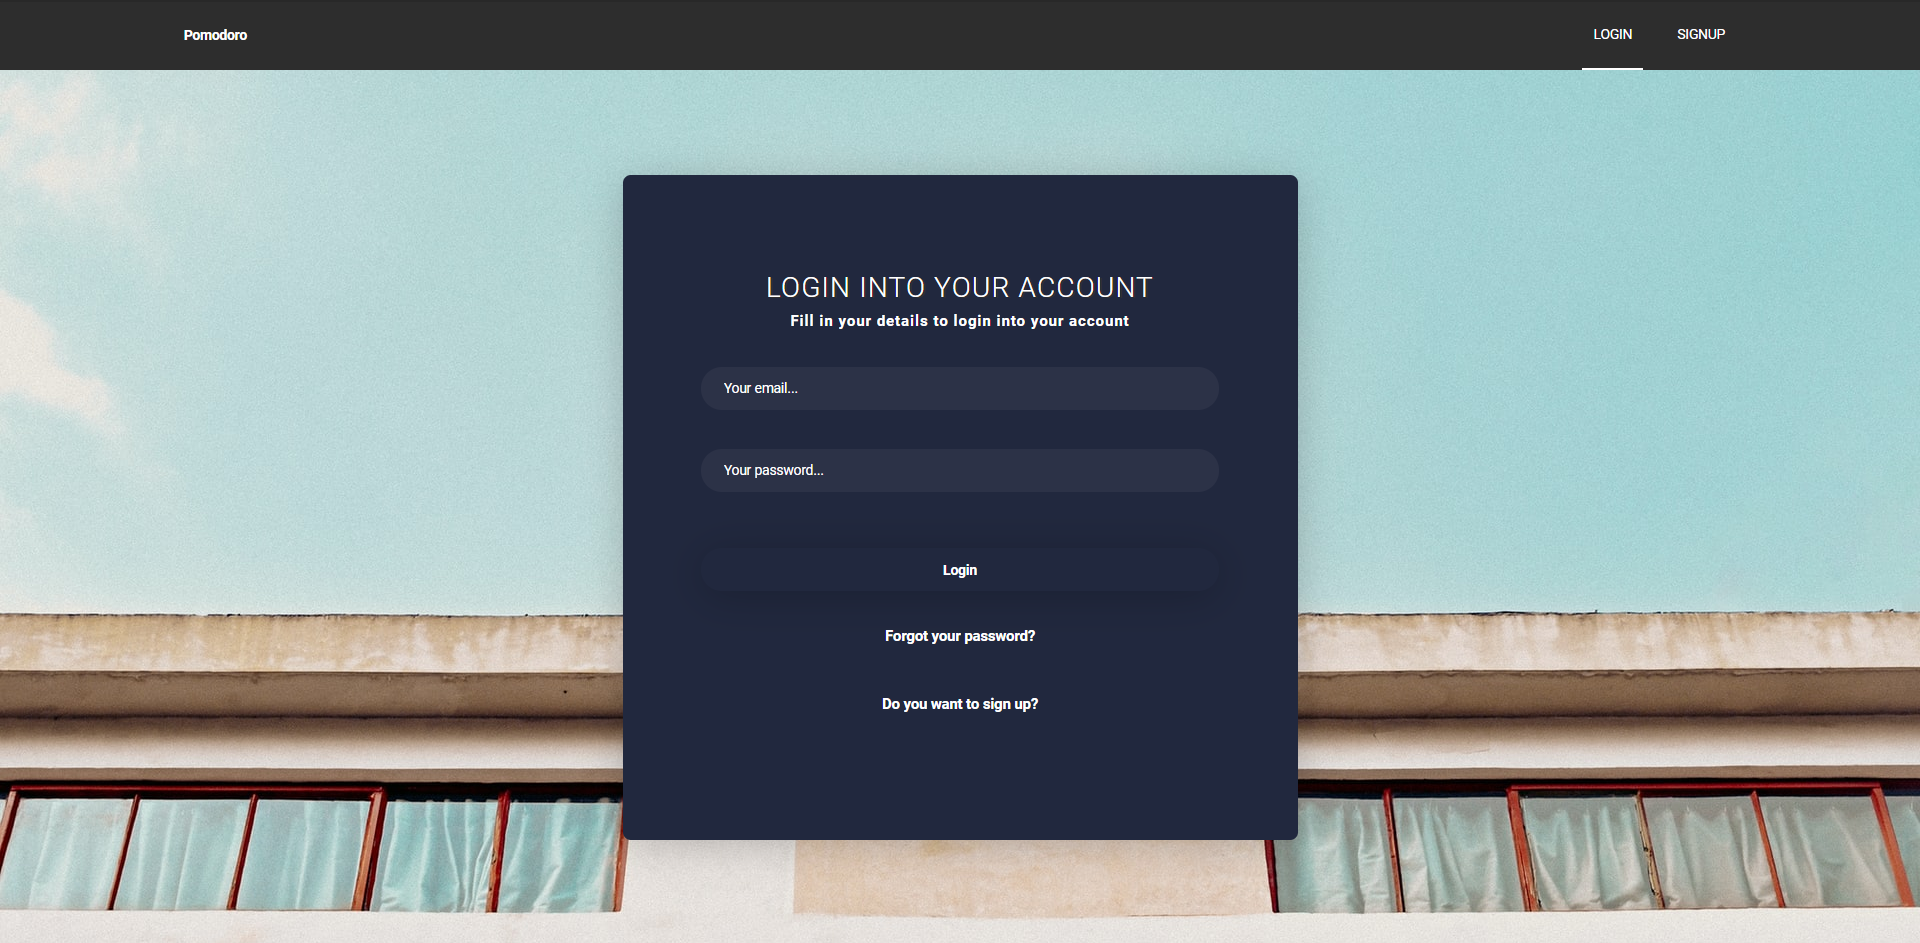 Pomodoro
LOGIN
SIGNUP
LOGIN INTO YOUR ACCOUNT
Fill in your details to login into your account
Your email...
Your password...
Login
Forgot your password?
Do you want to sign up?